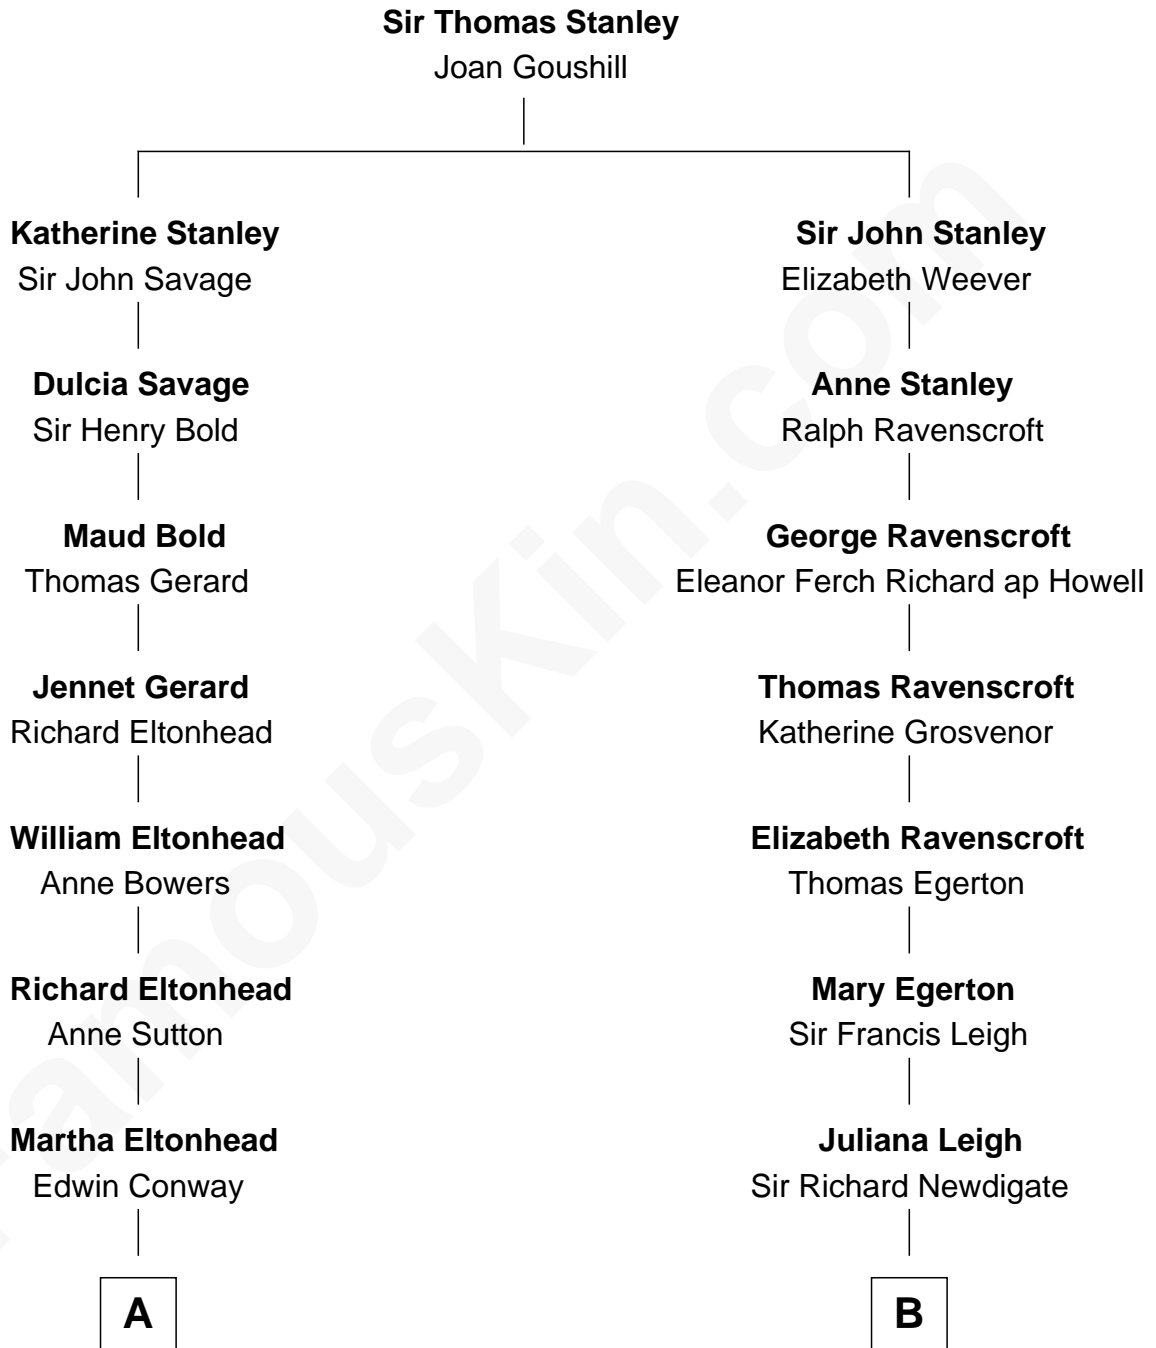 Sir Thomas Stanley
Joan Goushill
Katherine Stanley
Sir John Savage
Sir John Stanley
Elizabeth Weever
Dulcia Savage
Sir Henry Bold
Anne Stanley
Ralph Ravenscroft
Maud Bold
Thomas Gerard
George Ravenscroft
Eleanor Ferch Richard ap Howell
Jennet Gerard
Richard Eltonhead
Thomas Ravenscroft
Katherine Grosvenor
William Eltonhead
Anne Bowers
Elizabeth Ravenscroft
Thomas Egerton
Richard Eltonhead
Anne Sutton
Mary Egerton
Sir Francis Leigh
Martha Eltonhead
Edwin Conway
Juliana Leigh
Sir Richard Newdigate
A
B
FamousKin.com